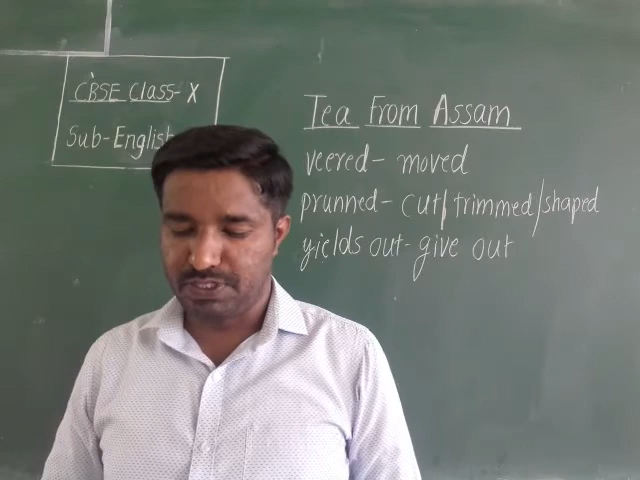 CBSE Class-X
Sub-English
Tea From Assam
veered- moved
prunned- cut/trimmed/shaped
yields out- give out